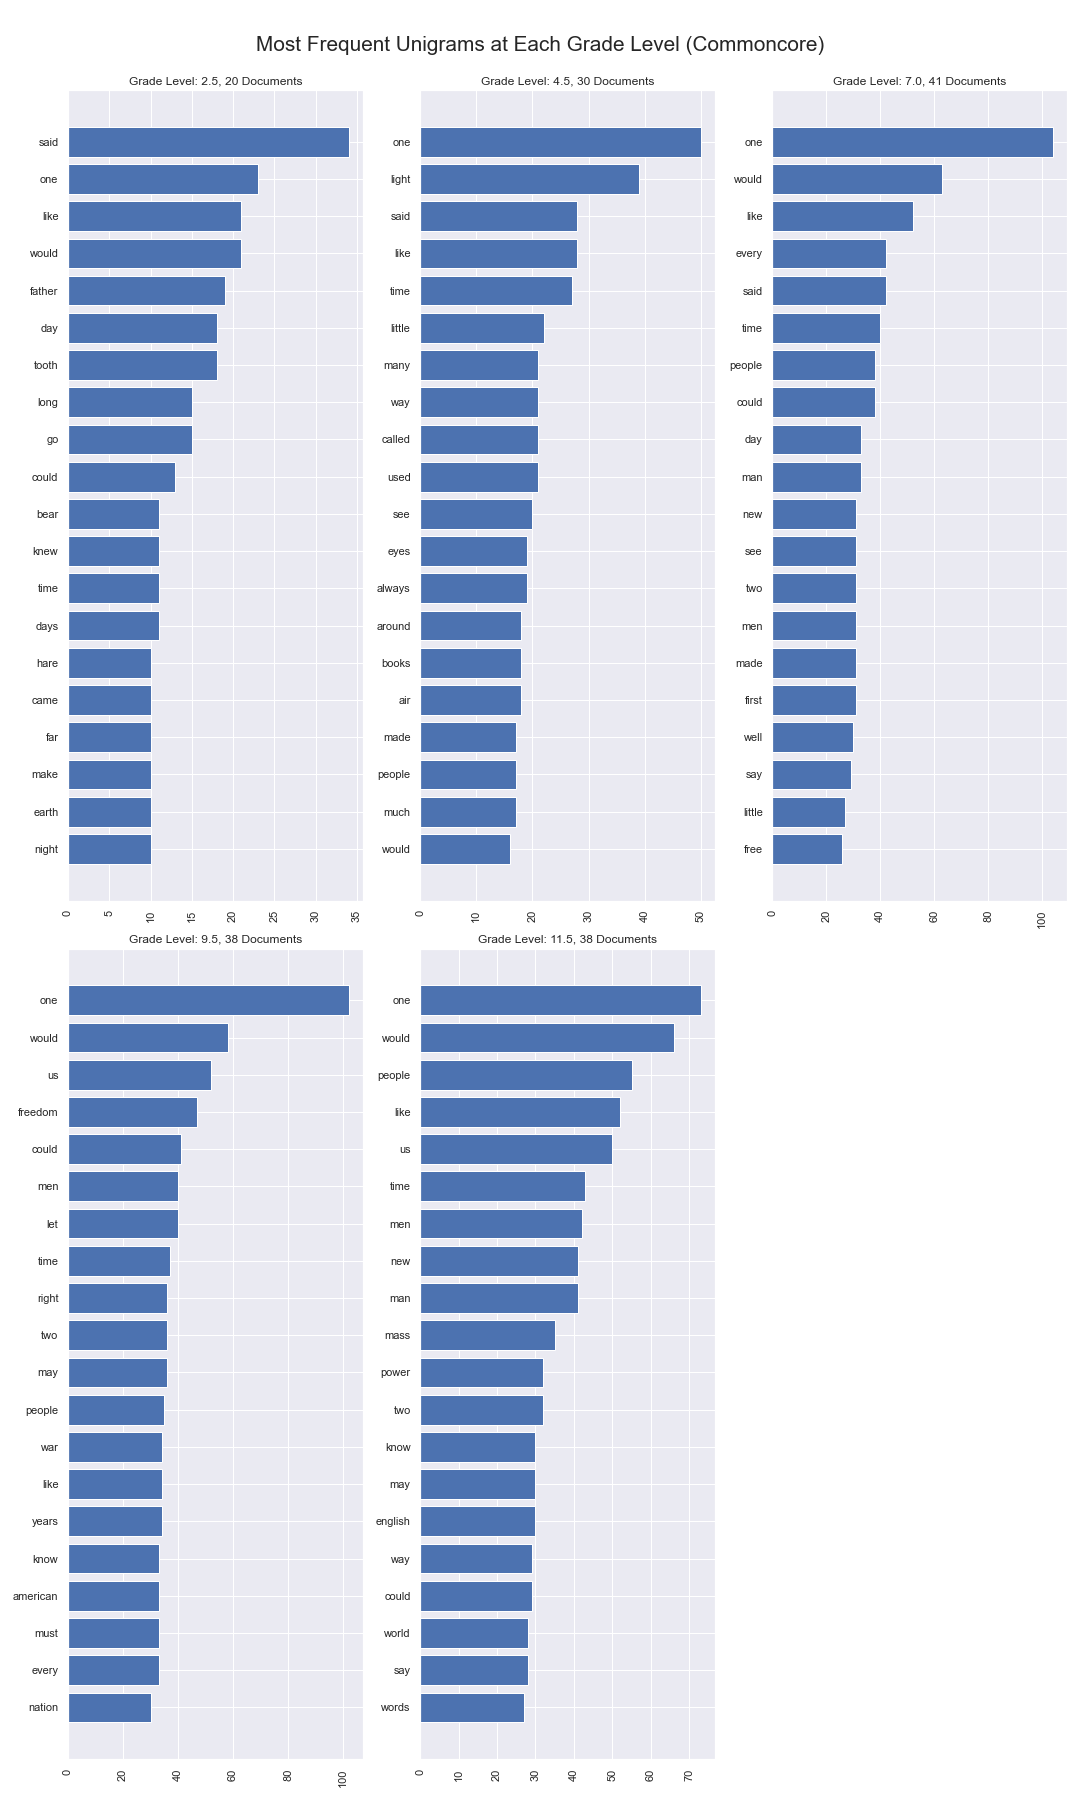 Most Frequent Unigrams at Each Grade Level (Commoncore)
Grade Level: 2.5, 20 Documents
said
one
like
would
father
day
tooth
long
go
could
bear
knew
time
days
hare
came
far
make
earth
night
0 5 10 15 20 25 30 35
Grade Level: 4.5, 30 Documents
one
light
said
like
time
little
many
way
called
used
see
eyes
always
around
books
air
made
people
much
would
0 10 20 30 40 50
Grade Level: 7.0, 41 Documents
one
would
like
every
said
time
people
could
day
man
new
see
two
men
made
first
well
say
little
free
0 20 40 60 80 100
Grade Level: 9.5, 38 Documents
one
would
us
freedom
could
men
let
time
right
two
may
people
war
like
years
know
american
must
every
nation
0 20 40 60 80 100
Grade Level: 11.5, 38 Documents
one
would
people
like
us
time
men
new
man
mass
power
two
know
may
english
way
could
world
say
words
0 10 20 30 40 50 60 70